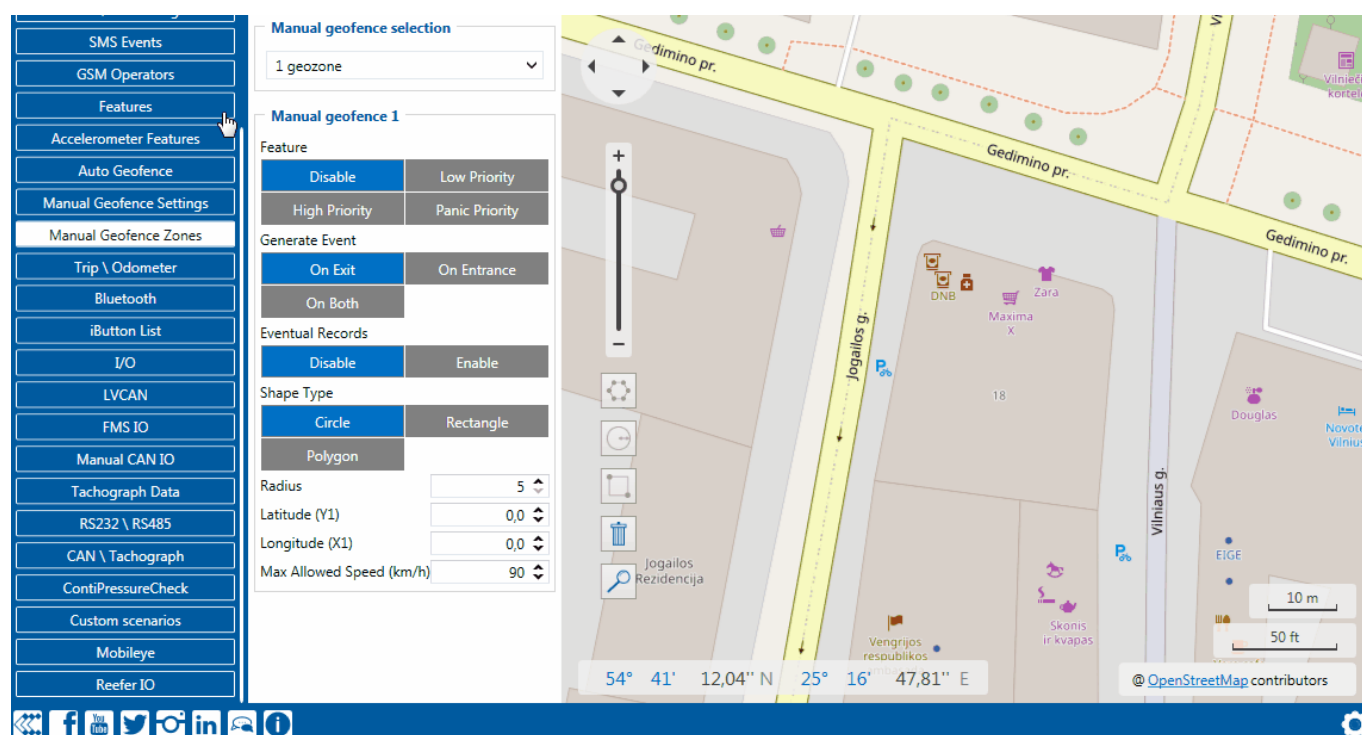 SMS Events
GSM Operators
Features
Accelerometer Features
Auto Geofence
Manual Geofence Settings
Manual Geofence Zones
Trip \ Odometer
Bluetooth
iButton List
I/O
LVCAN
FMS IO
Manual CAN IO
Tachograph Data
RS232 \ RS485
CAN \ Tachograph
ContiPressureCheck
Custom scenarios
Mobileye
Reefer IO
Manual geofence selection
1 geozone
Manual geofence 1
Feature
Disable Low Priority
High Priority Panic Priority
Generate Event
On Exit On Entrance
On Both
Eventual Records
Disable Enable
Shape Type
Circle Rectangle
Polygon
Radius 5
Latitude (Y1) 0,0
Longitude (X1) 0,0
Max Allowed Speed (km/h) 90
Gedimino pr.
Gedimino pr.
Gedimino pr.
Jogailos g.
Vilniaus g.
DNB
Zara
Maxima
X
18
Douglas
EIGE
Jogailos
Rezidencija
Skonis
ir kvapas
Vengrijos
respublikos
10 m
50 ft
54° 41' 12,04'' N 25° 16' 47,81'' E
@ OpenStreetMap contributors
You
Tube
in